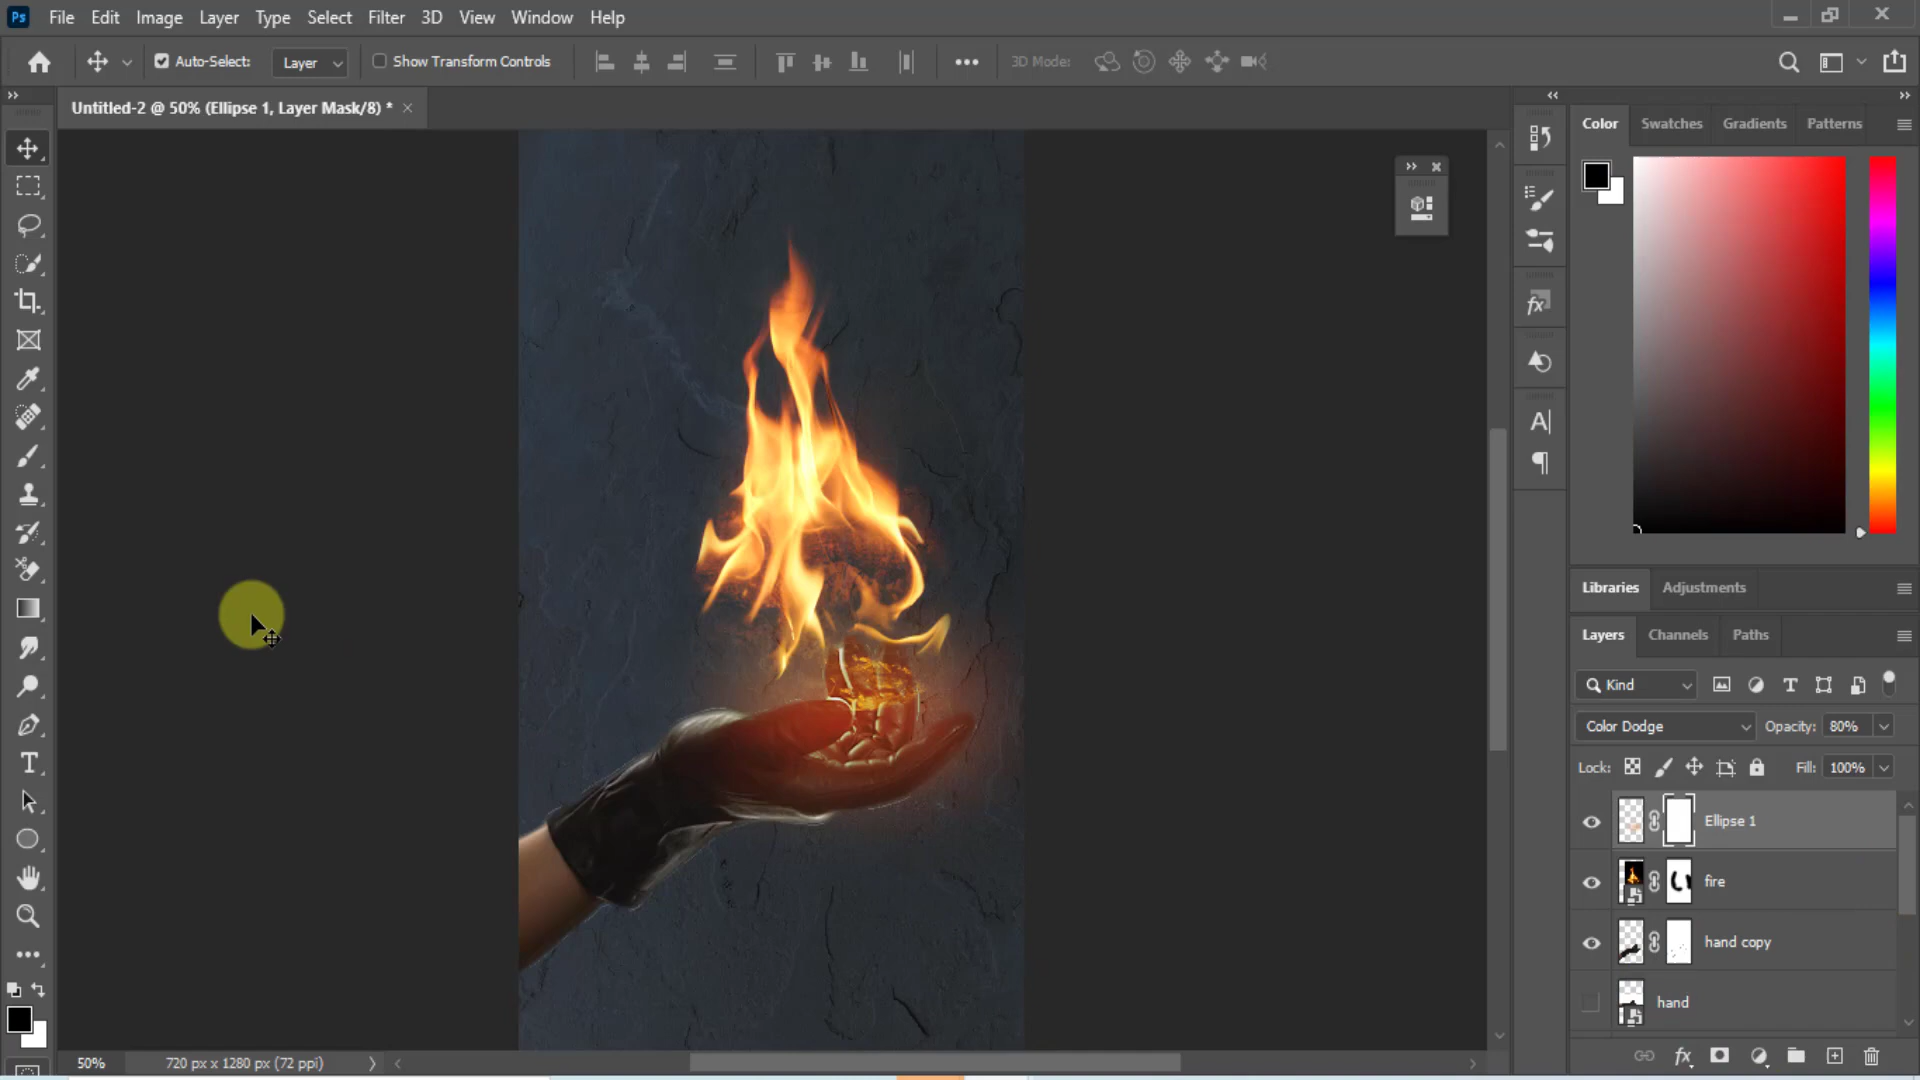 Ps File Edit Image Layer Type Select Filter 3D View Window Help
Auto-Select: Layer Show Transform Controls 3D Mode:
Untitled-2 @ 50% (Ellipse 1, Layer Mask/8) *
Color Swatches Gradients Patterns
Libraries Adjustments
Layers Channels Paths
Kind
Color Dodge Opacity: 80%
Lock: Fill: 100%
Ellipse 1
fire
hand copy
hand
50% 720 px x 1280 px (72 ppi)